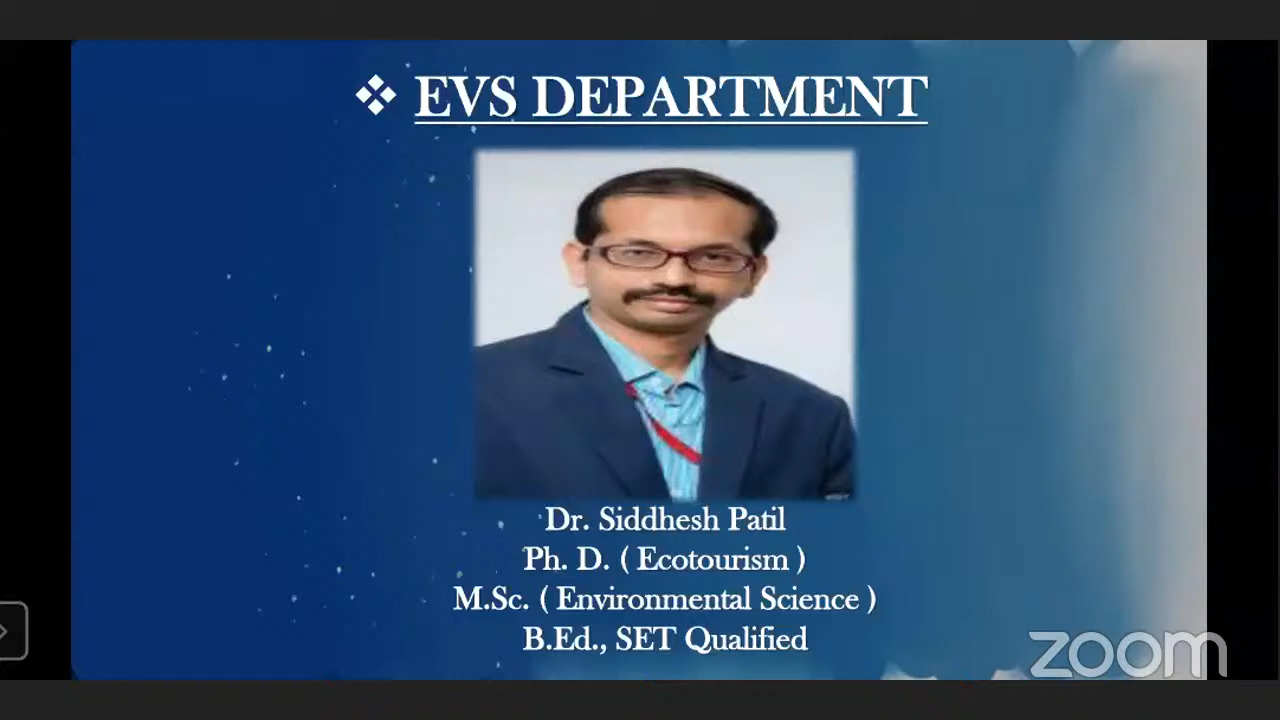 ❖ EVS DEPARTMENT
Dr. Siddhesh Patil
Ph. D. ( Ecotourism )
M.Sc. ( Environmental Science )
B.Ed., SET Qualified
zoom